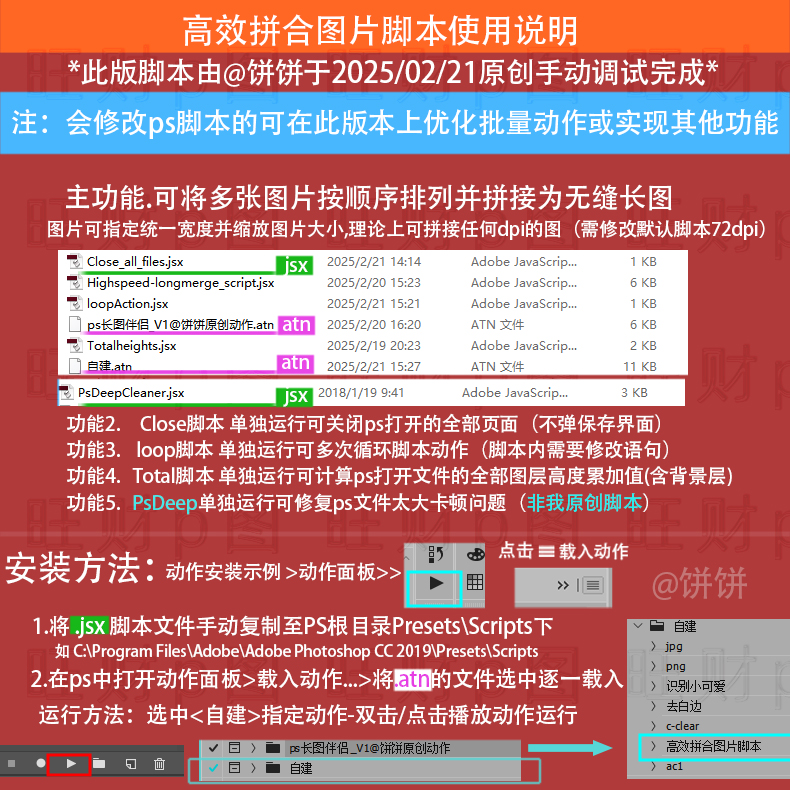 高效拼合图片脚本使用说明
*此版脚本由@饼饼于2025/02/21原创手动调试完成*
注：会修改ps脚本的可在此版本上优化批量动作或实现其他功能
主功能.可将多张图片按顺序排列并拼接为无缝长图
图片可指定统一宽度并缩放图片大小,理论上可拼接任何dpi的图（需修改默认脚本72dpi）
Close_all_files.jsx jsx 2025/2/21 14:14 Adobe JavaScrip... 1 KB
Highspeed-longmerge_script.jsx 2025/2/20 15:23 Adobe JavaScrip... 6 KB
loopAction.jsx 2025/2/21 15:21 Adobe JavaScrip... 3 KB
ps长图伴侣_V1@饼饼原创动作.atn atn 2025/2/20 16:20 ATN 文件 6 KB
Totalheights.jsx 2025/2/19 20:23 Adobe JavaScrip... 2 KB
自建.atn atn 2025/2/21 15:27 ATN 文件 11 KB
PsDeepCleaner.jsx jsx 2018/1/19 9:41 Adobe JavaScrip... 3 KB
功能2. Close脚本 单独运行可关闭ps打开的全部页面（不弹保存界面）
功能3. loop脚本 单独运行可多次循环脚本动作（脚本内需要修改语句）
功能4. Total脚本 单独运行可计算ps打开文件的全部图层高度累加值(含背景层)
功能5. PsDeep单独运行可修复ps文件太大卡顿问题（非我原创脚本）
安装方法：动作安装示例 >动作面板>>
点击 载入动作
@饼饼
1.将.jsx脚本文件手动复制至PS根目录Presets\Scripts下
如 C:\Program Files\Adobe\Adobe Photoshop CC 2019\Presets\Scripts
2.在ps中打开动作面板>载入动作...>将.atn的文件选中逐一载入
运行方法：选中<自建>指定动作-双击/点击播放动作运行
ps长图伴侣_V1@饼饼原创动作
自建
自建
jpg
png
识别小可爱
去白边
c-clear
高效拼合图片脚本
ac1
旺财p图